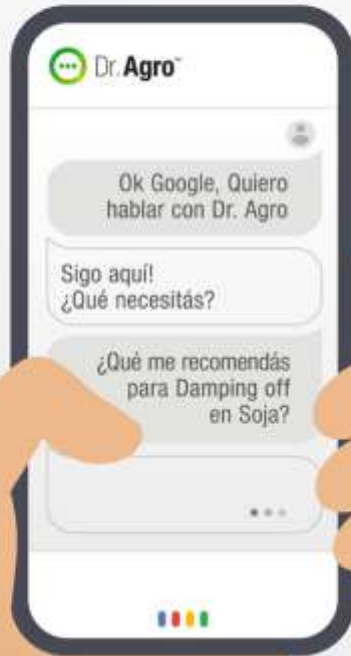 Dr. Agro™
Ok Google, Quiero
hablar con Dr. Agro
Sigo aquí!
¿Qué necesitás?
¿Qué me recomendás
para Damping off
en Soja?